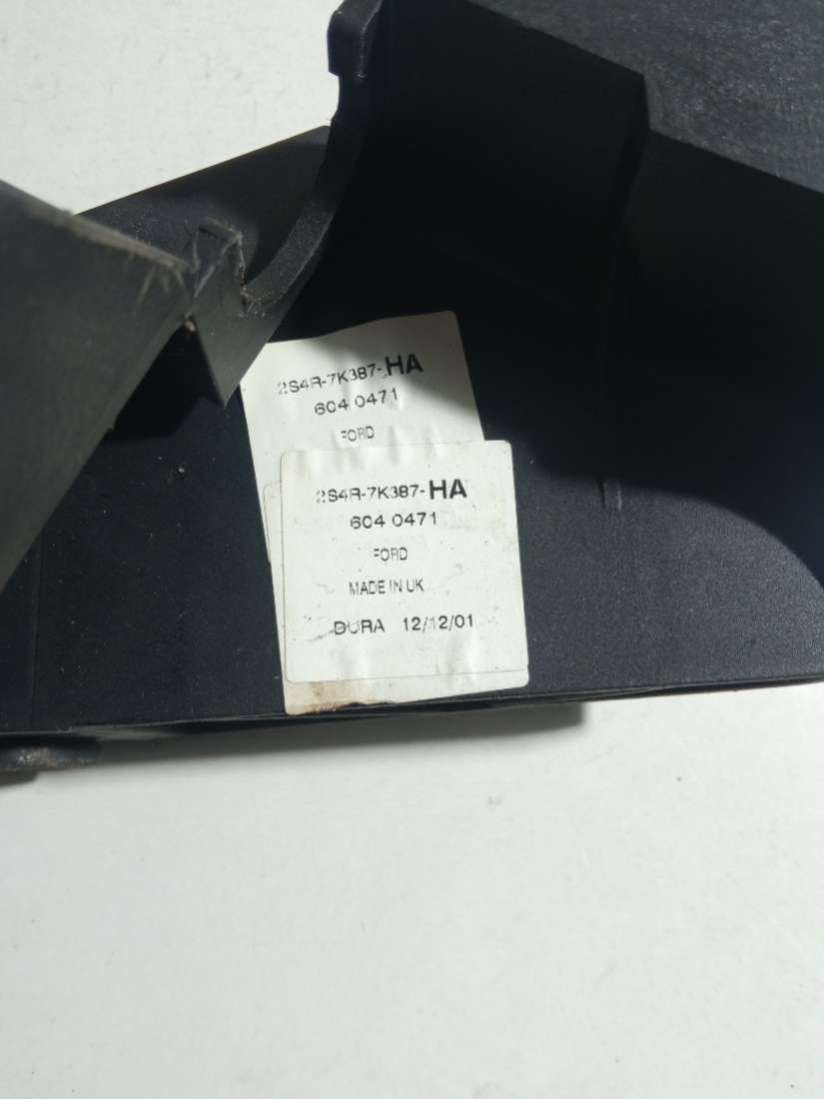 2S4R-7K387-HA
604 0471
FORD
2S4R-7K387-HA
604 0471
FORD
MADE IN UK
DURA 12/12/01